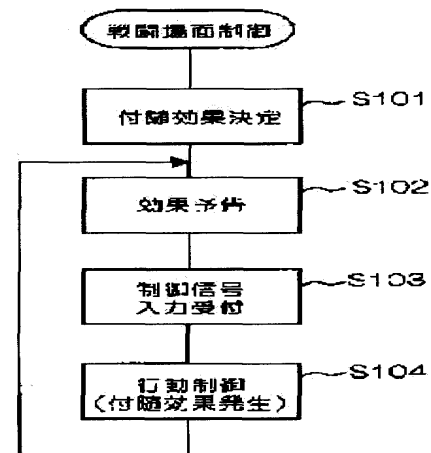 戦闘場面制御
付随効果決定
S101
効果予告
S102
制御信号
入力受付
S103
行動制御
(付随効果発生)
S104